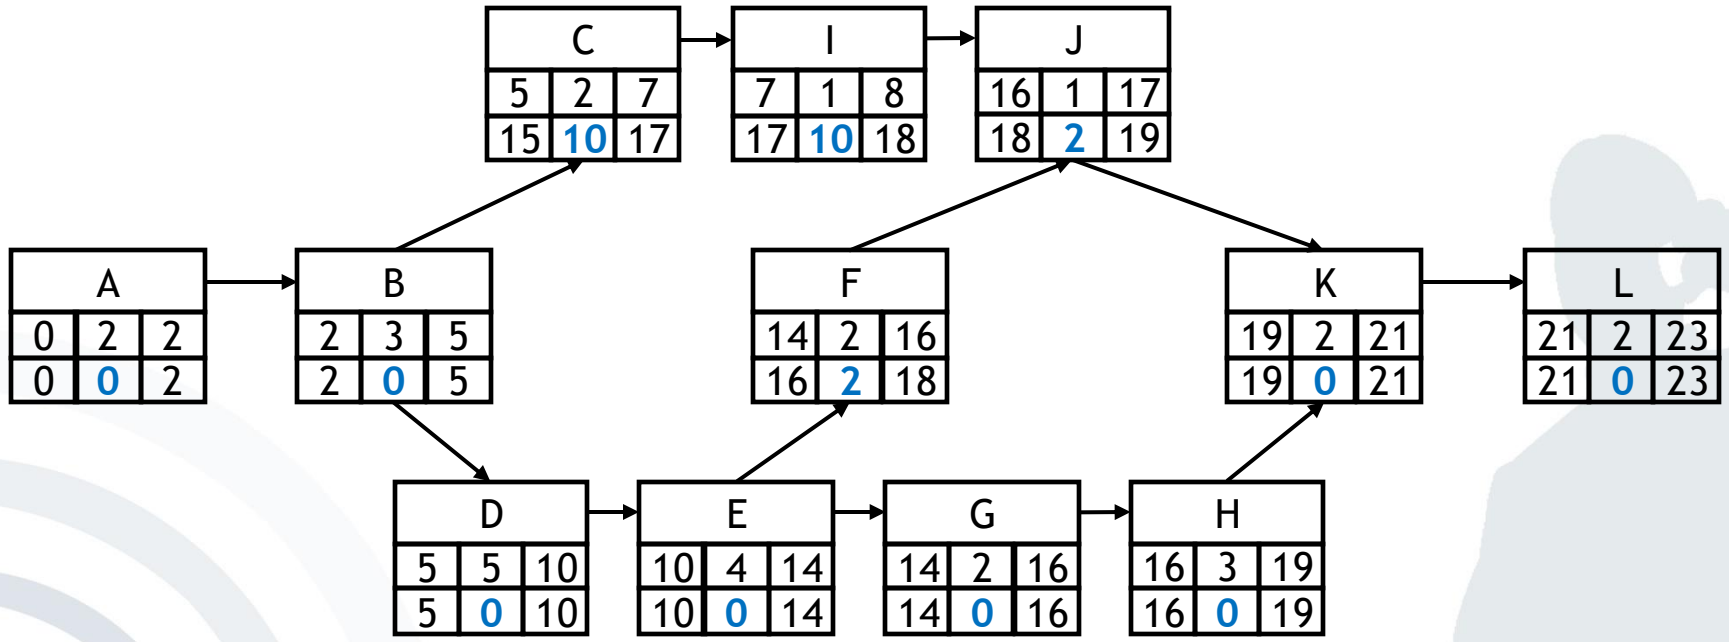 C
5 2 7
15 10 17
I
7 1 8
17 10 18
J
16 1 17
18 2 19
A
0 2 2
0 0 2
B
2 3 5
2 0 5
F
14 2 16
16 2 18
K
19 2 21
19 0 21
L
21 2 23
21 0 23
D
5 5 10
5 0 10
E
10 4 14
10 0 14
G
14 2 16
14 0 16
H
16 3 19
16 0 19